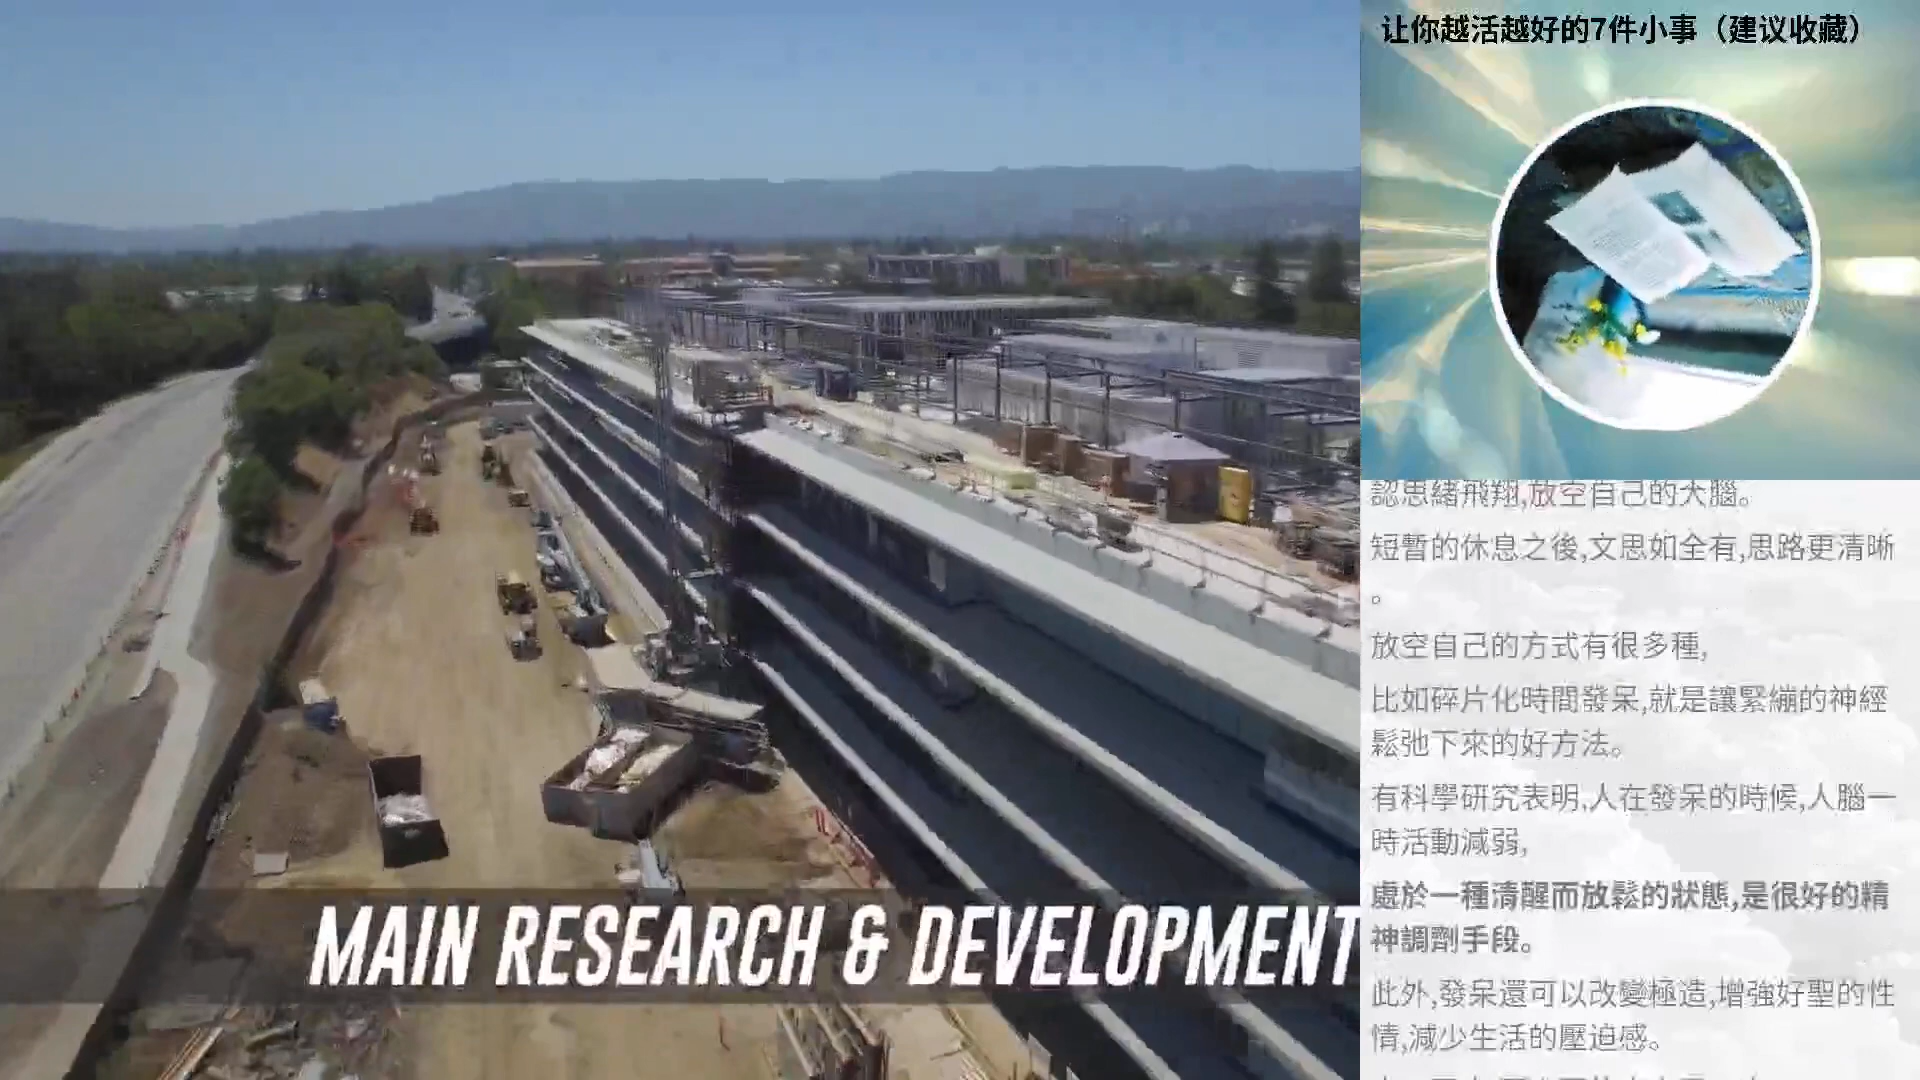 让你越活越好的7件小事（建议收藏）
認思緒飛翔,放空自己的大腦。
短暫的休息之後,文思如全有,思路更清晰
。
放空自己的方式有很多種,
比如碎片化時間發呆,就是讓緊繃的神經
鬆弛下來的好方法。
有科學研究表明,人在發呆的時候,人腦一
時活動減弱,
處於一種清醒而放鬆的狀態,是很好的精
神調劑手段。
此外,發呆還可以改變極造,增強好聖的性
情,減少生活的壓迫感。
MAIN RESEARCH & DEVELOPMENT